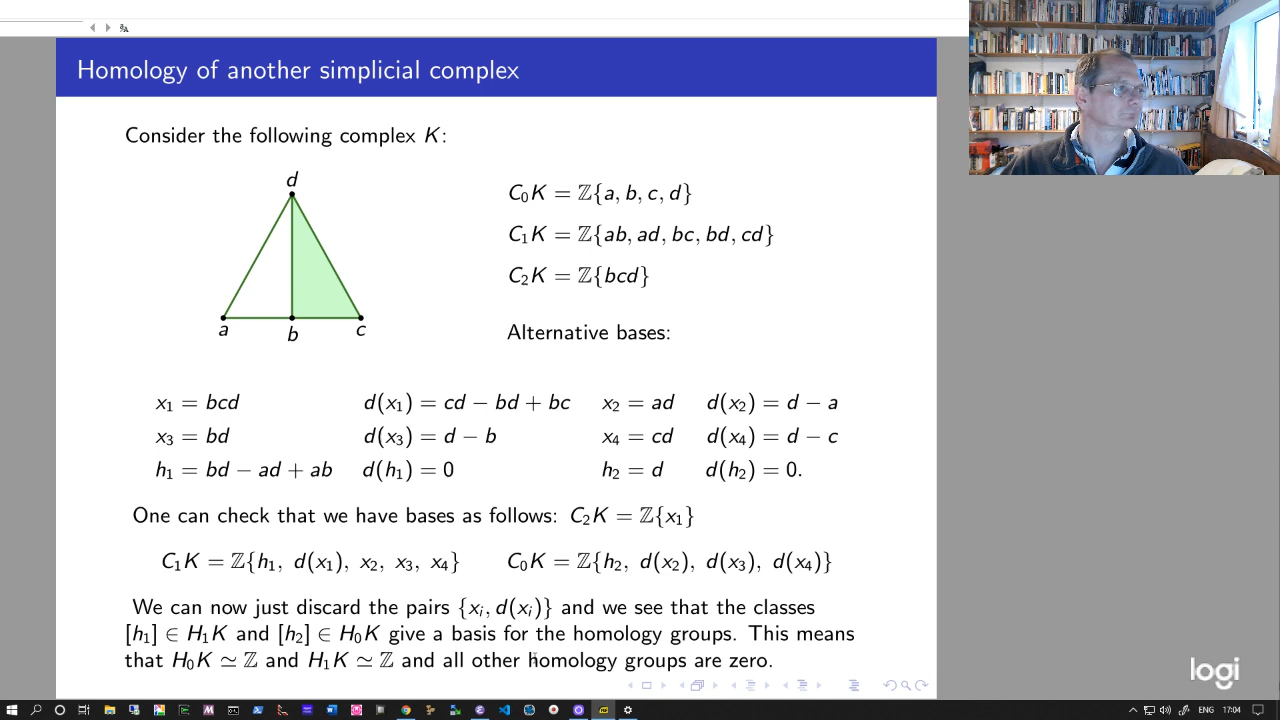 Homology of another simplicial complex
Consider the following complex K:
d
a
b
c
C₀K = ℤ{a, b, c, d}
C₁K = ℤ{ab, ad, bc, bd, cd}
C₂K = ℤ{bcd}
Alternative bases:
x₁ = bcd d(x₁) = cd − bd + bc x₂ = ad d(x₂) = d − a
x₃ = bd d(x₃) = d − b x₄ = cd d(x₄) = d − c
h₁ = bd − ad + ab d(h₁) = 0 h₂ = d d(h₂) = 0.
One can check that we have bases as follows: C₂K = ℤ{x₁}
C₁K = ℤ{h₁, d(x₁), x₂, x₃, x₄} C₀K = ℤ{h₂, d(x₂), d(x₃), d(x₄)}
We can now just discard the pairs {xᵢ, d(xᵢ)} and we see that the classes
[h₁] ∈ H₁K and [h₂] ∈ H₀K give a basis for the homology groups. This means
that H₀K ≃ ℤ and H₁K ≃ ℤ and all other homology groups are zero.
logi
17:04